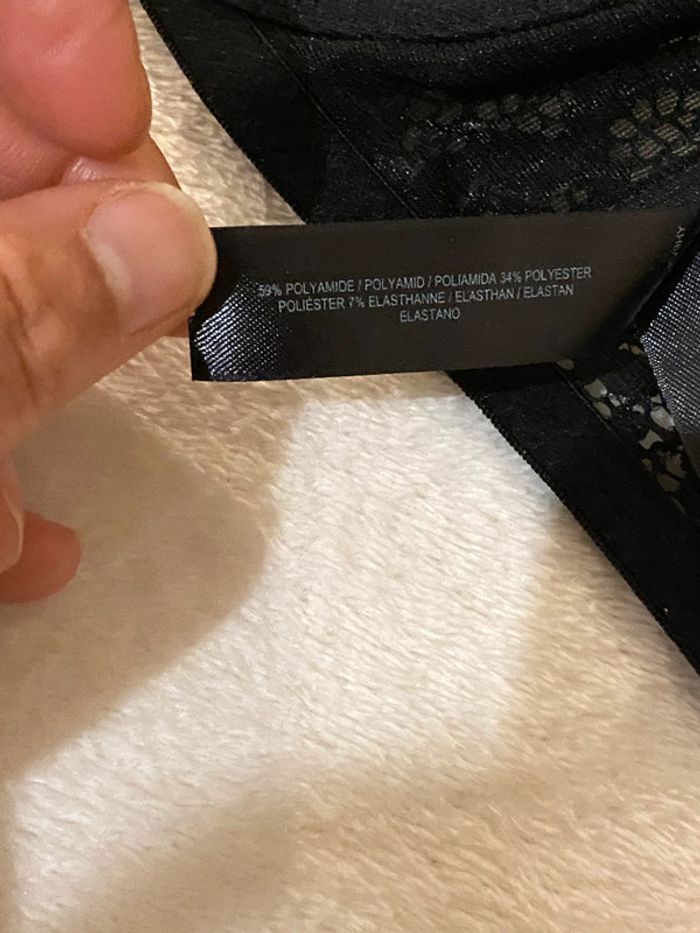 59% POLYAMIDE / POLYAMID / POLIAMIDA 34% POLYESTER
POLIÉSTER 7% ELASTHANNE / ELASTHAN / ELASTAN
ELASTANO